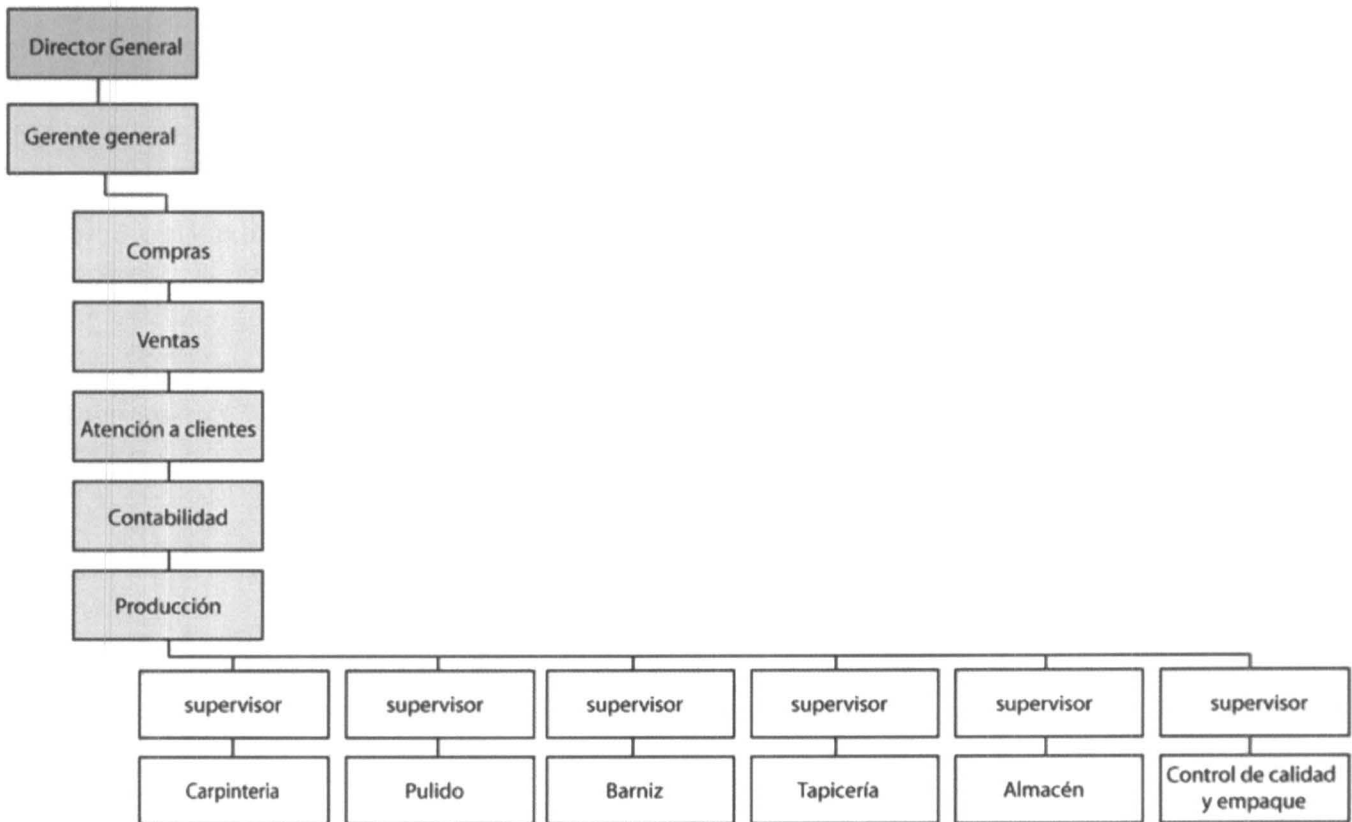 Director General
Gerente general
Compras
Ventas
Atención a clientes
Contabilidad
Producción
supervisor
supervisor
supervisor
supervisor
supervisor
supervisor
Carpinteria
Pulido
Barniz
Tapicería
Almacén
Control de calidad
y empaque